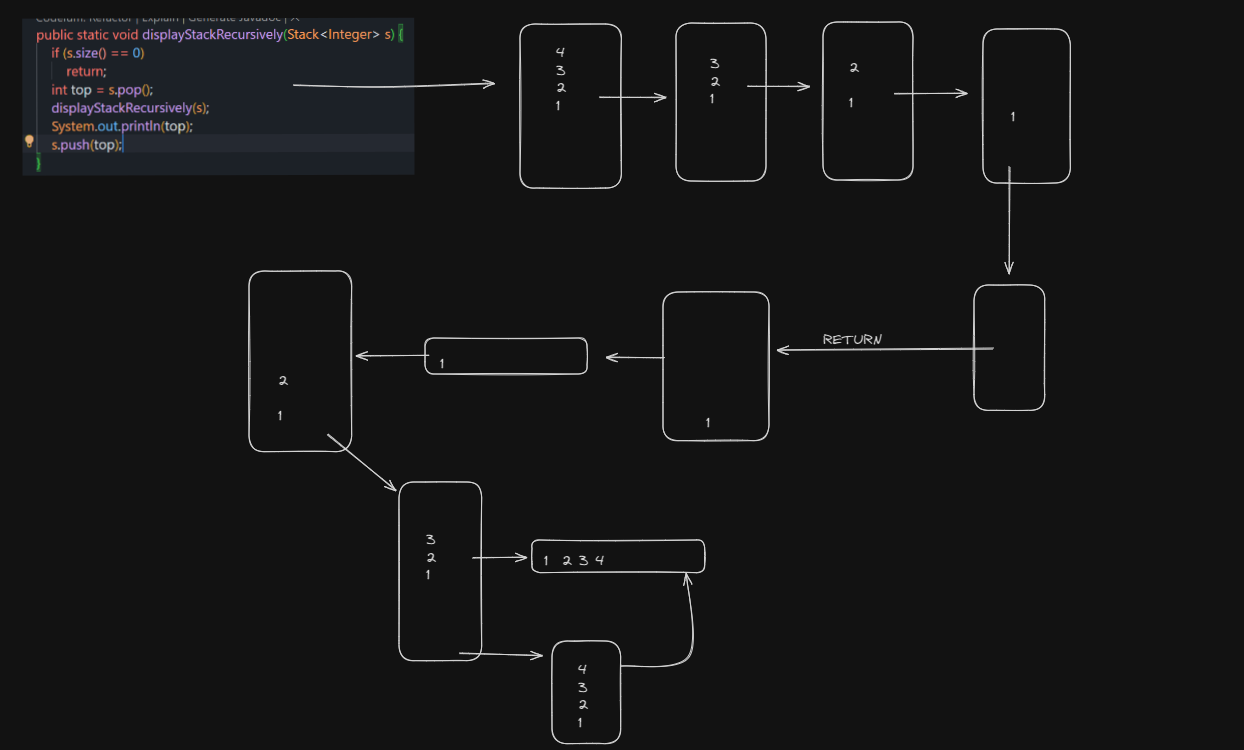 Codeium: Refactor | Explain | Generate Javadoc | X
public static void displayStackRecursively(Stack<Integer> s) {
if (s.size() == 0)
return;
int top = s.pop();
displayStackRecursively(s);
System.out.println(top);
s.push(top);
}
4
3
2
1
3
2
1
2
1
1
RETURN
1
1
2
1
3
2
1
1 2 3 4
4
3
2
1